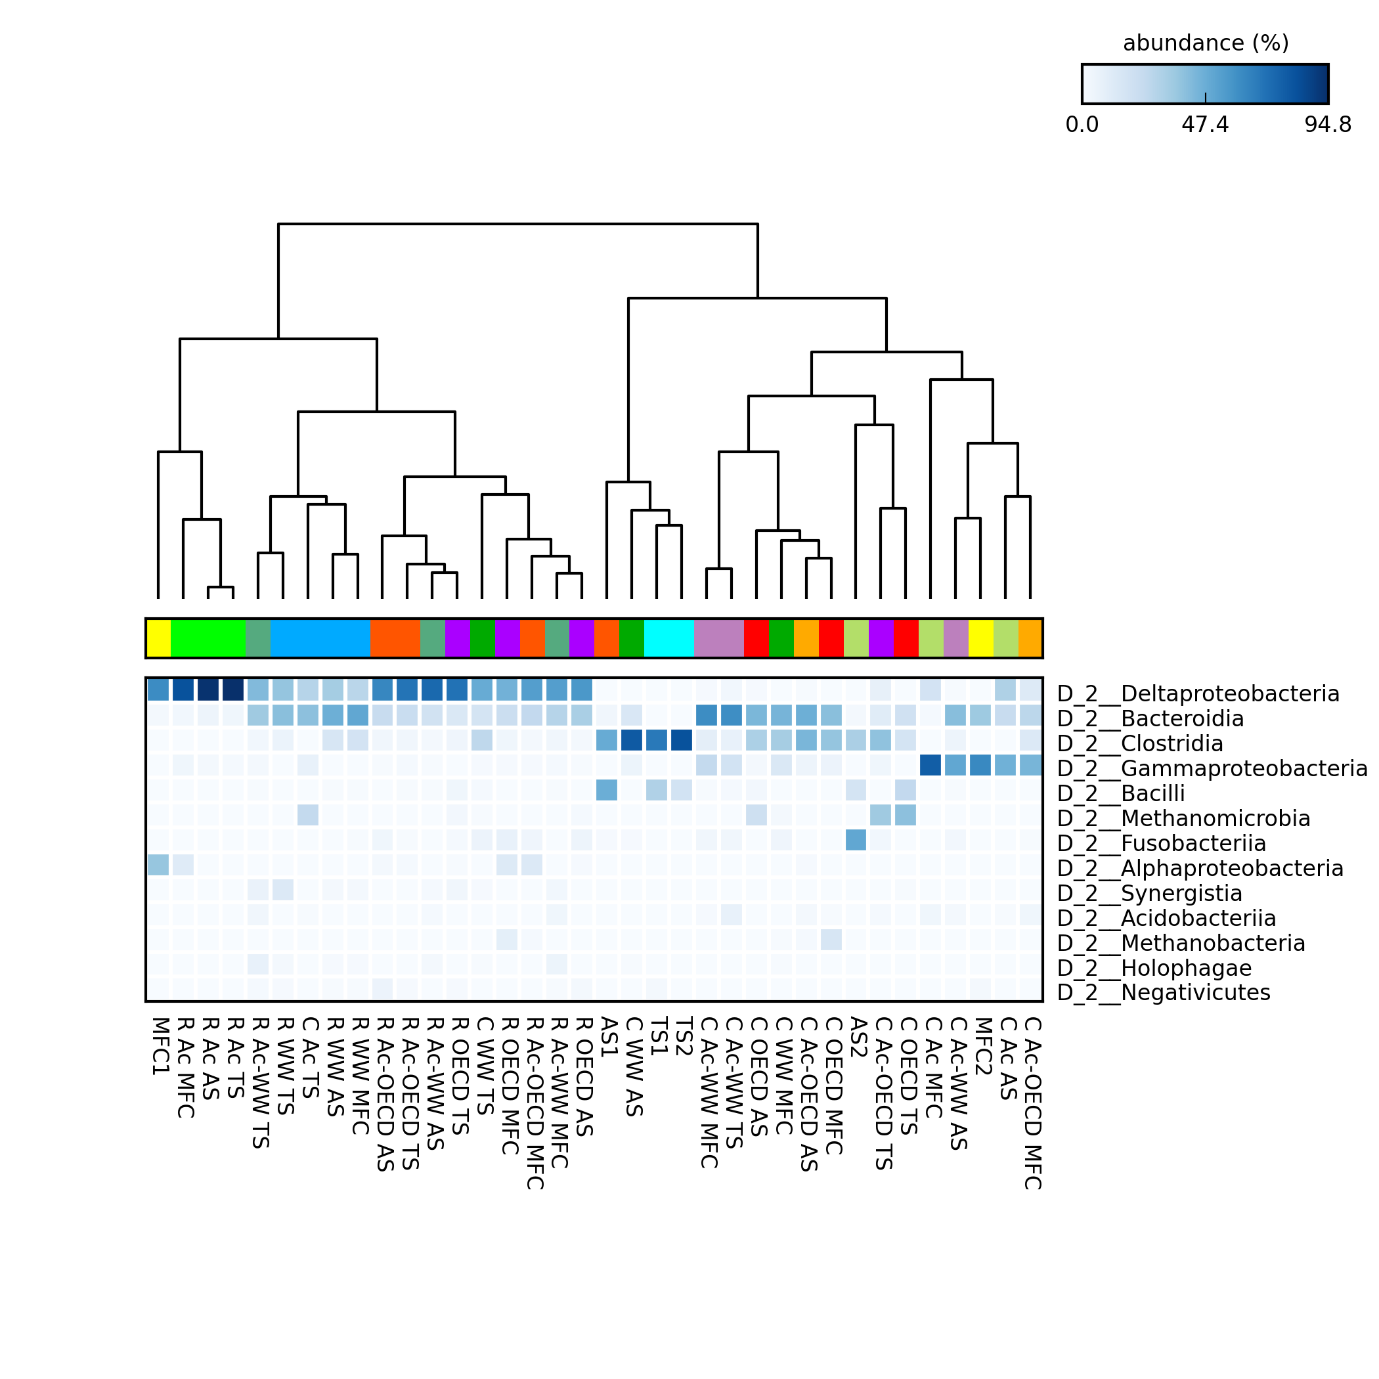 abundance (%)
0.0 47.4 94.8
D_2__Deltaproteobacteria
D_2__Bacteroidia
D_2__Clostridia
D_2__Gammaproteobacteria
D_2__Bacilli
D_2__Methanomicrobia
D_2__Fusobacteriia
D_2__Alphaproteobacteria
D_2__Synergistia
D_2__Acidobacteriia
D_2__Methanobacteria
D_2__Holophagae
D_2__Negativicutes
MFC1
R Ac MFC
R Ac AS
R Ac TS
R Ac-WW TS
R WW TS
C Ac TS
R WW AS
R WW MFC
R Ac-OECD AS
R Ac-OECD TS
R Ac-WW AS
R OECD TS
C WW TS
R OECD MFC
R Ac-OECD MFC
R Ac-WW MFC
R OECD AS
AS1
C WW AS
TS1
TS2
C Ac-WW MFC
C Ac-WW TS
C OECD AS
C WW MFC
C Ac-OECD AS
C OECD MFC
AS2
C Ac-OECD TS
C OECD TS
C Ac MFC
C Ac-WW AS
MFC2
C Ac AS
C Ac-OECD MFC